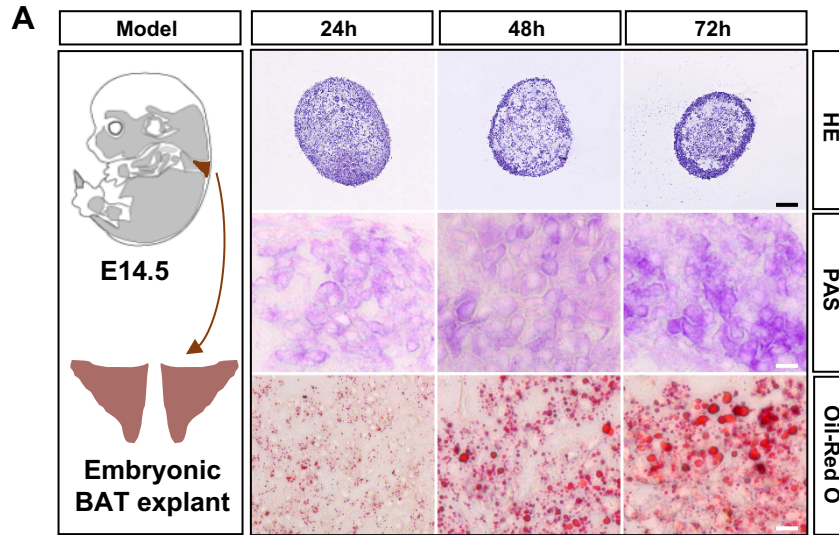 A
Model
24h
48h
72h
HE
E14.5
PAS
Embryonic
BAT explant
Oil-Red O